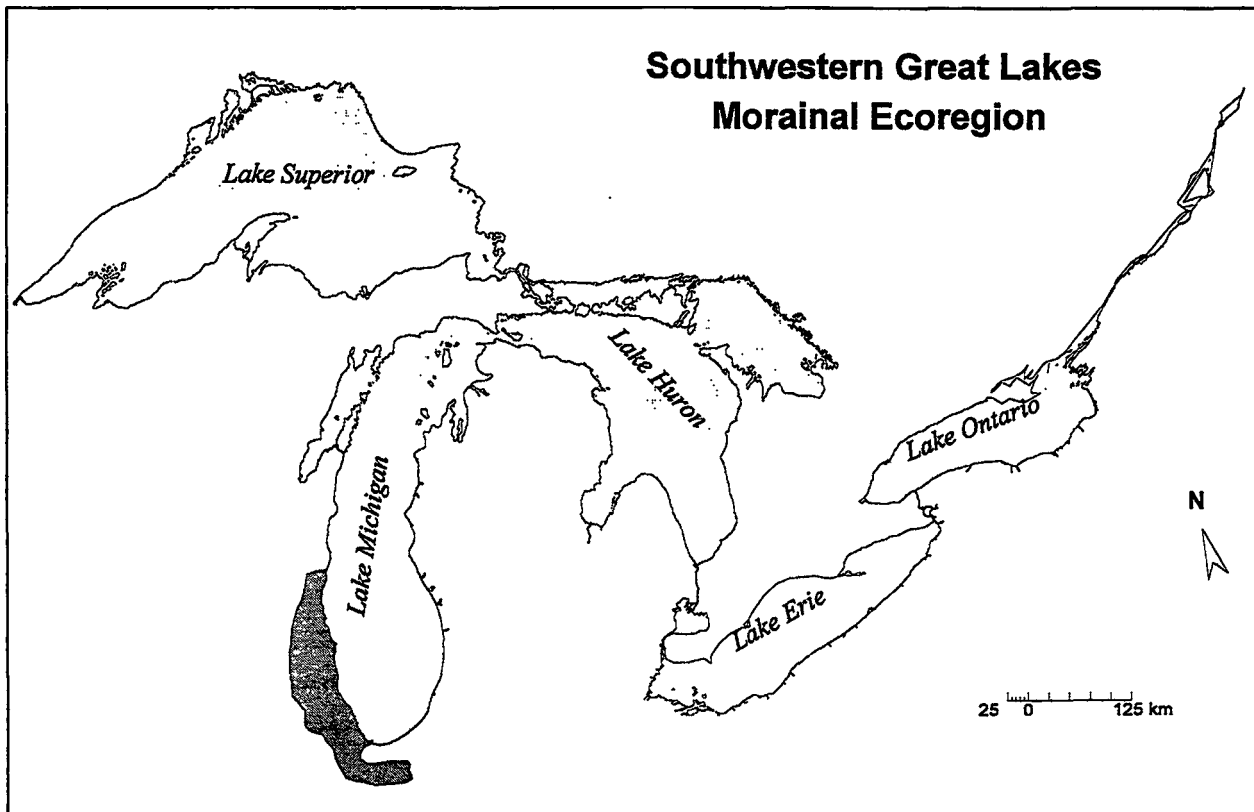 Southwestern Great Lakes
Morainal Ecoregion
Lake Superior
Lake Huron
Lake Ontario
Lake Michigan
Lake Erie
N
25 0 125 km